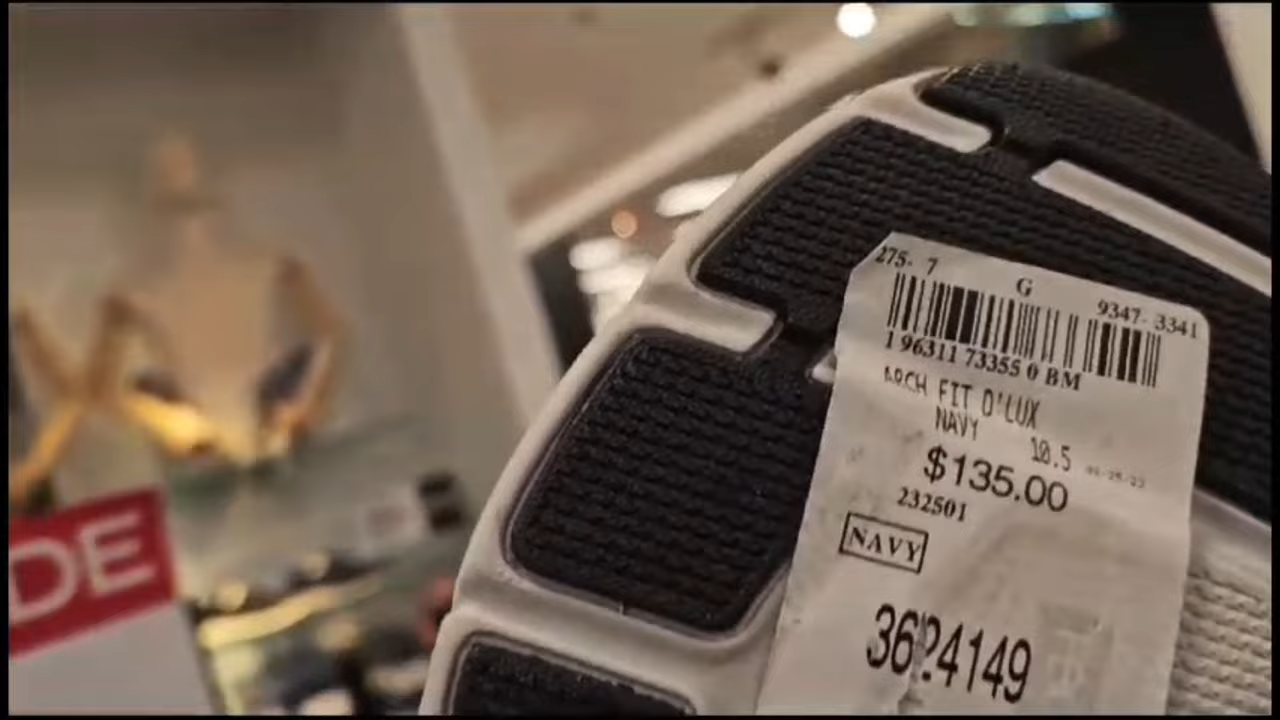 275- 7
G
9347- 3341
1 96311 73355 0 BM
ARCH FIT D'LUX
NAVY 10.5
$135.00
232501
NAVY
3624149
DE